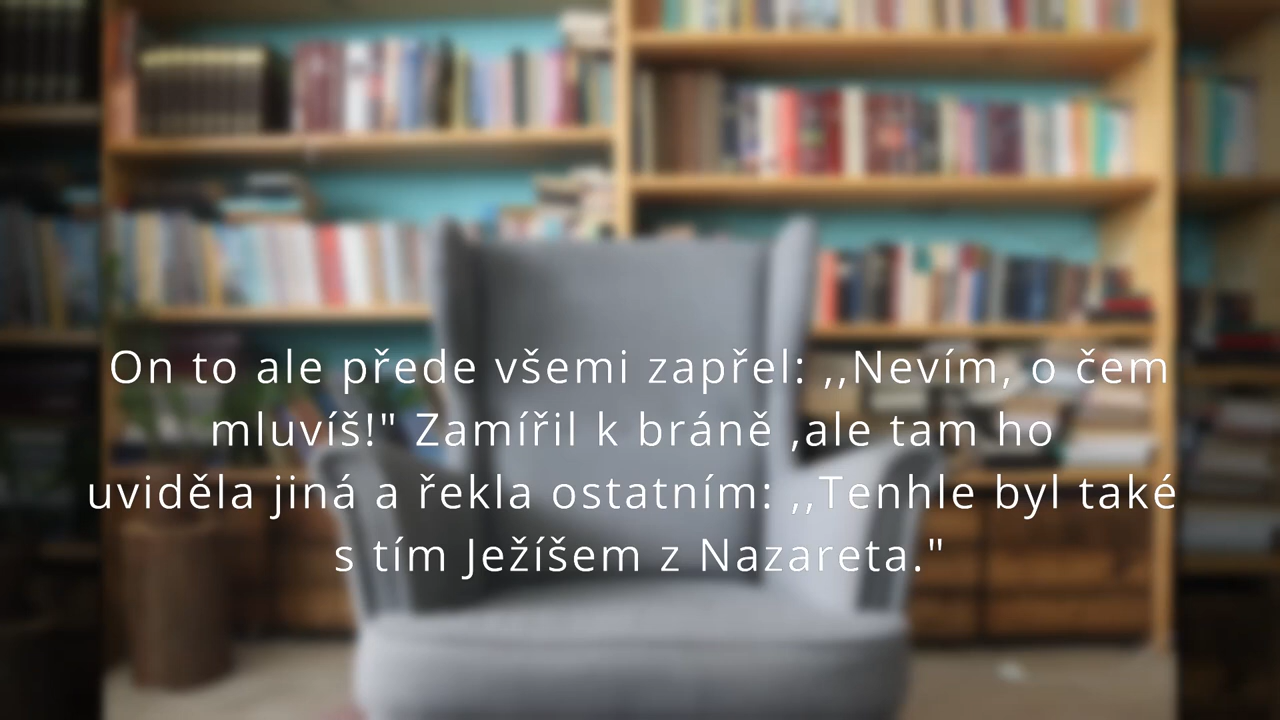 On to ale přede všemi zapřel: ,,Nevím, o čem
mluvíš!" Zamířil k bráně ,ale tam ho
uviděla jiná a řekla ostatním: ,,Tenhle byl také
s tím Ježíšem z Nazareta."